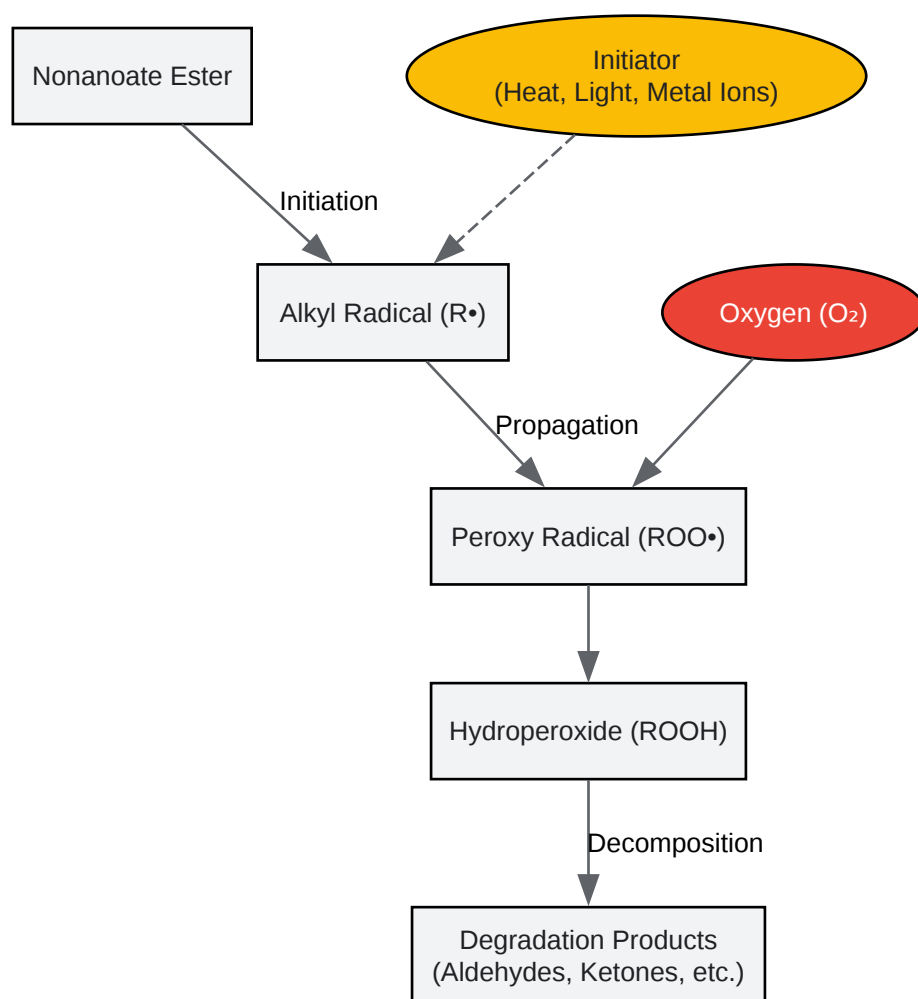 Nonanoate Ester
Initiator
(Heat, Light, Metal Ions)
Initiation
Alkyl Radical (R•)
Oxygen (O₂)
Propagation
Peroxy Radical (ROO•)
Hydroperoxide (ROOH)
Decomposition
Degradation Products
(Aldehydes, Ketones, etc.)